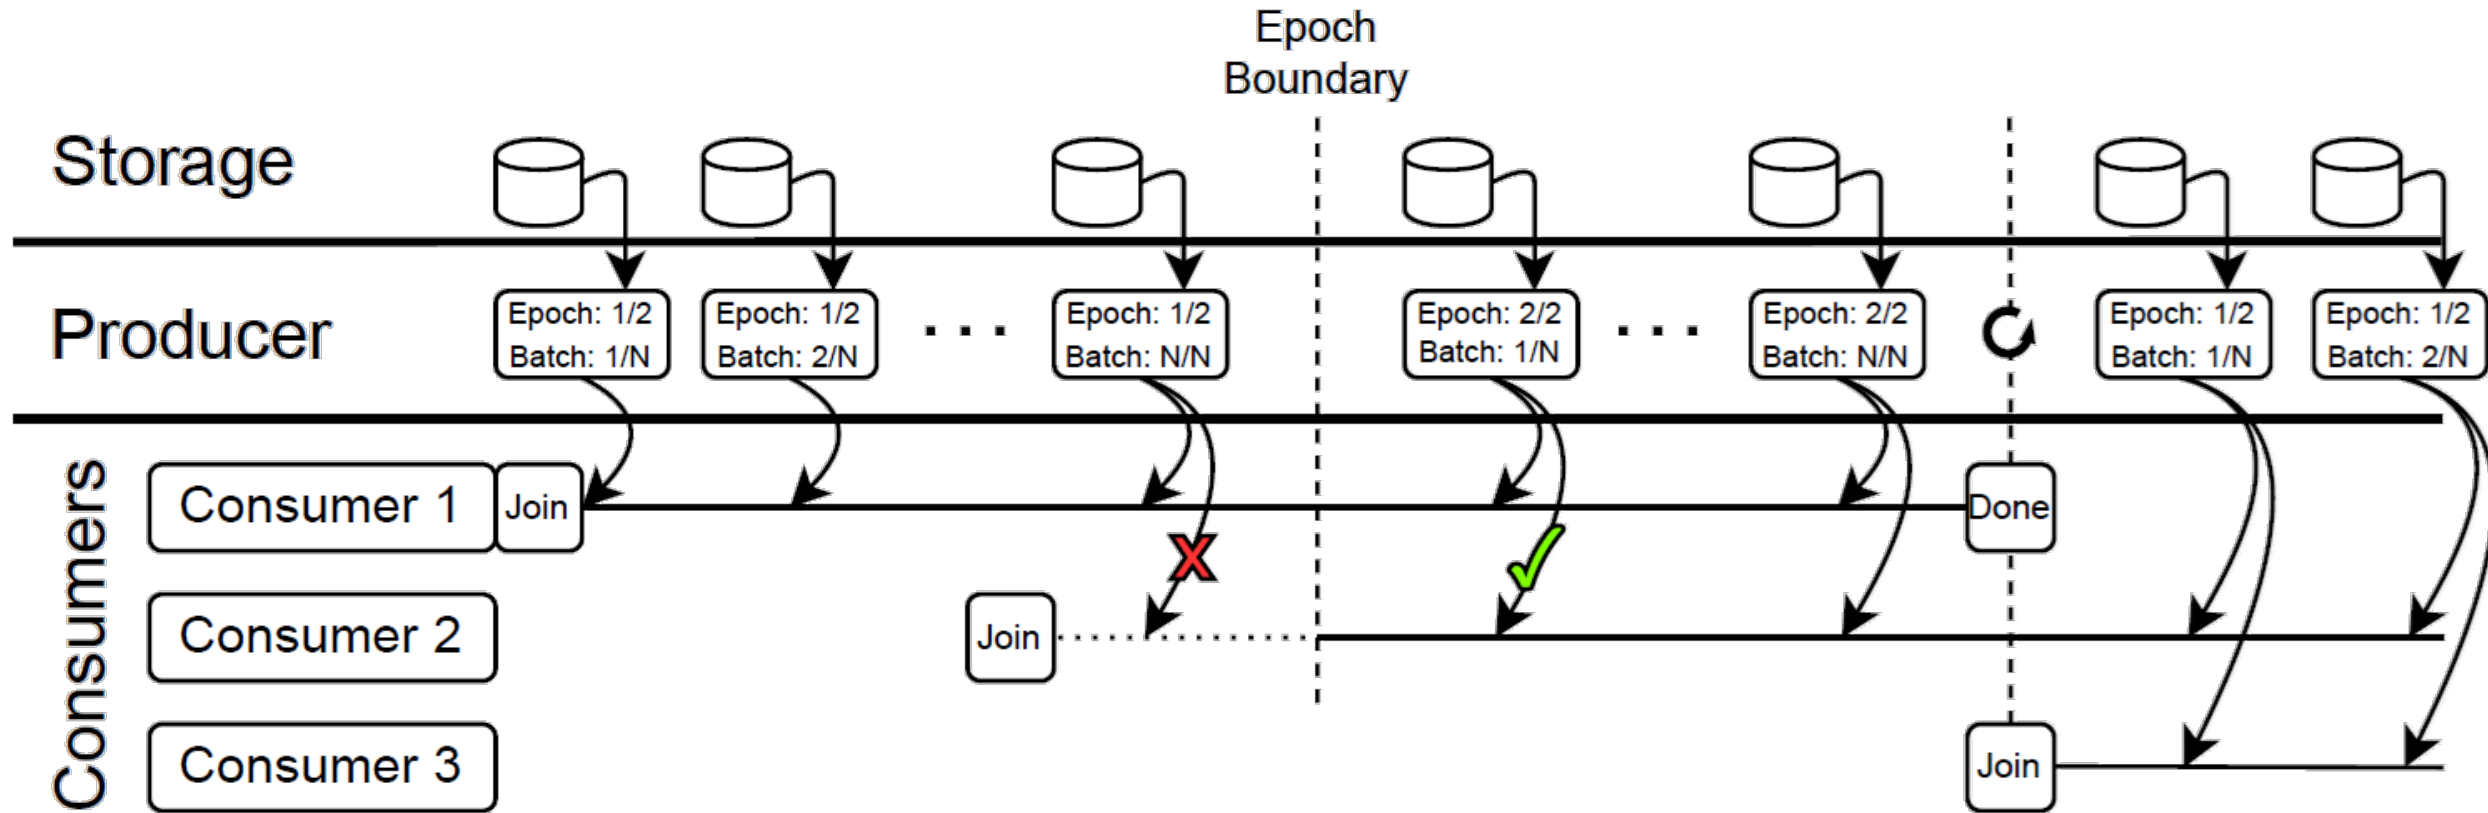 Epoch
Boundary
Storage
Producer
Epoch: 1/2
Batch: 1/N
Epoch: 1/2
Batch: 2/N
. . .
Epoch: 1/2
Batch: N/N
Epoch: 2/2
Batch: 1/N
. . .
Epoch: 2/2
Batch: N/N
Epoch: 1/2
Batch: 1/N
Epoch: 1/2
Batch: 2/N
Consumers
Consumer 1
Join
Done
X
Consumer 2
Join
Consumer 3
Join